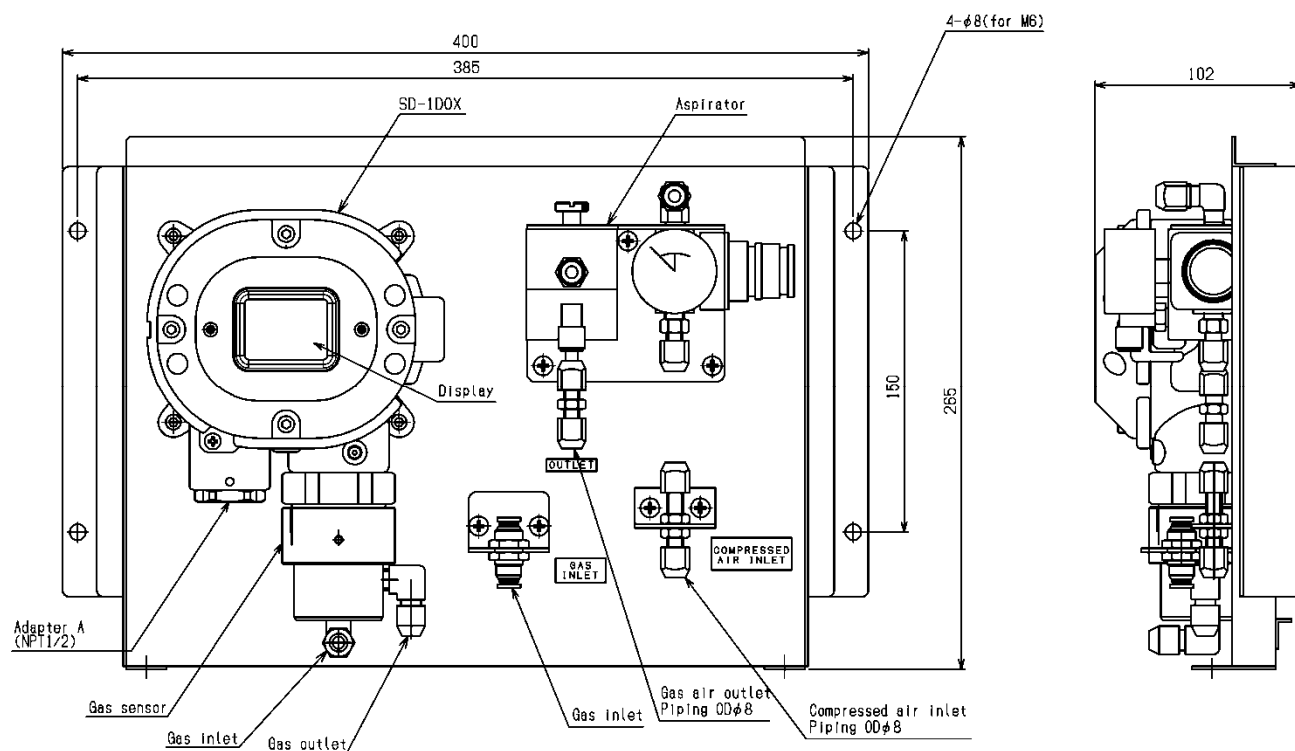 4-φ8(for M6)
400
385
102
SD-1DOX
Aspirator
Display
150
265
OUTLET
GAS
INLET
COMPRESSED
AIR INLET
Adapter A
(NPT1/2)
Gas sensor
Gas inlet
Gas outlet
Gas inlet
Gas air outlet
Piping ODφ8
Compressed air inlet
Piping ODφ8